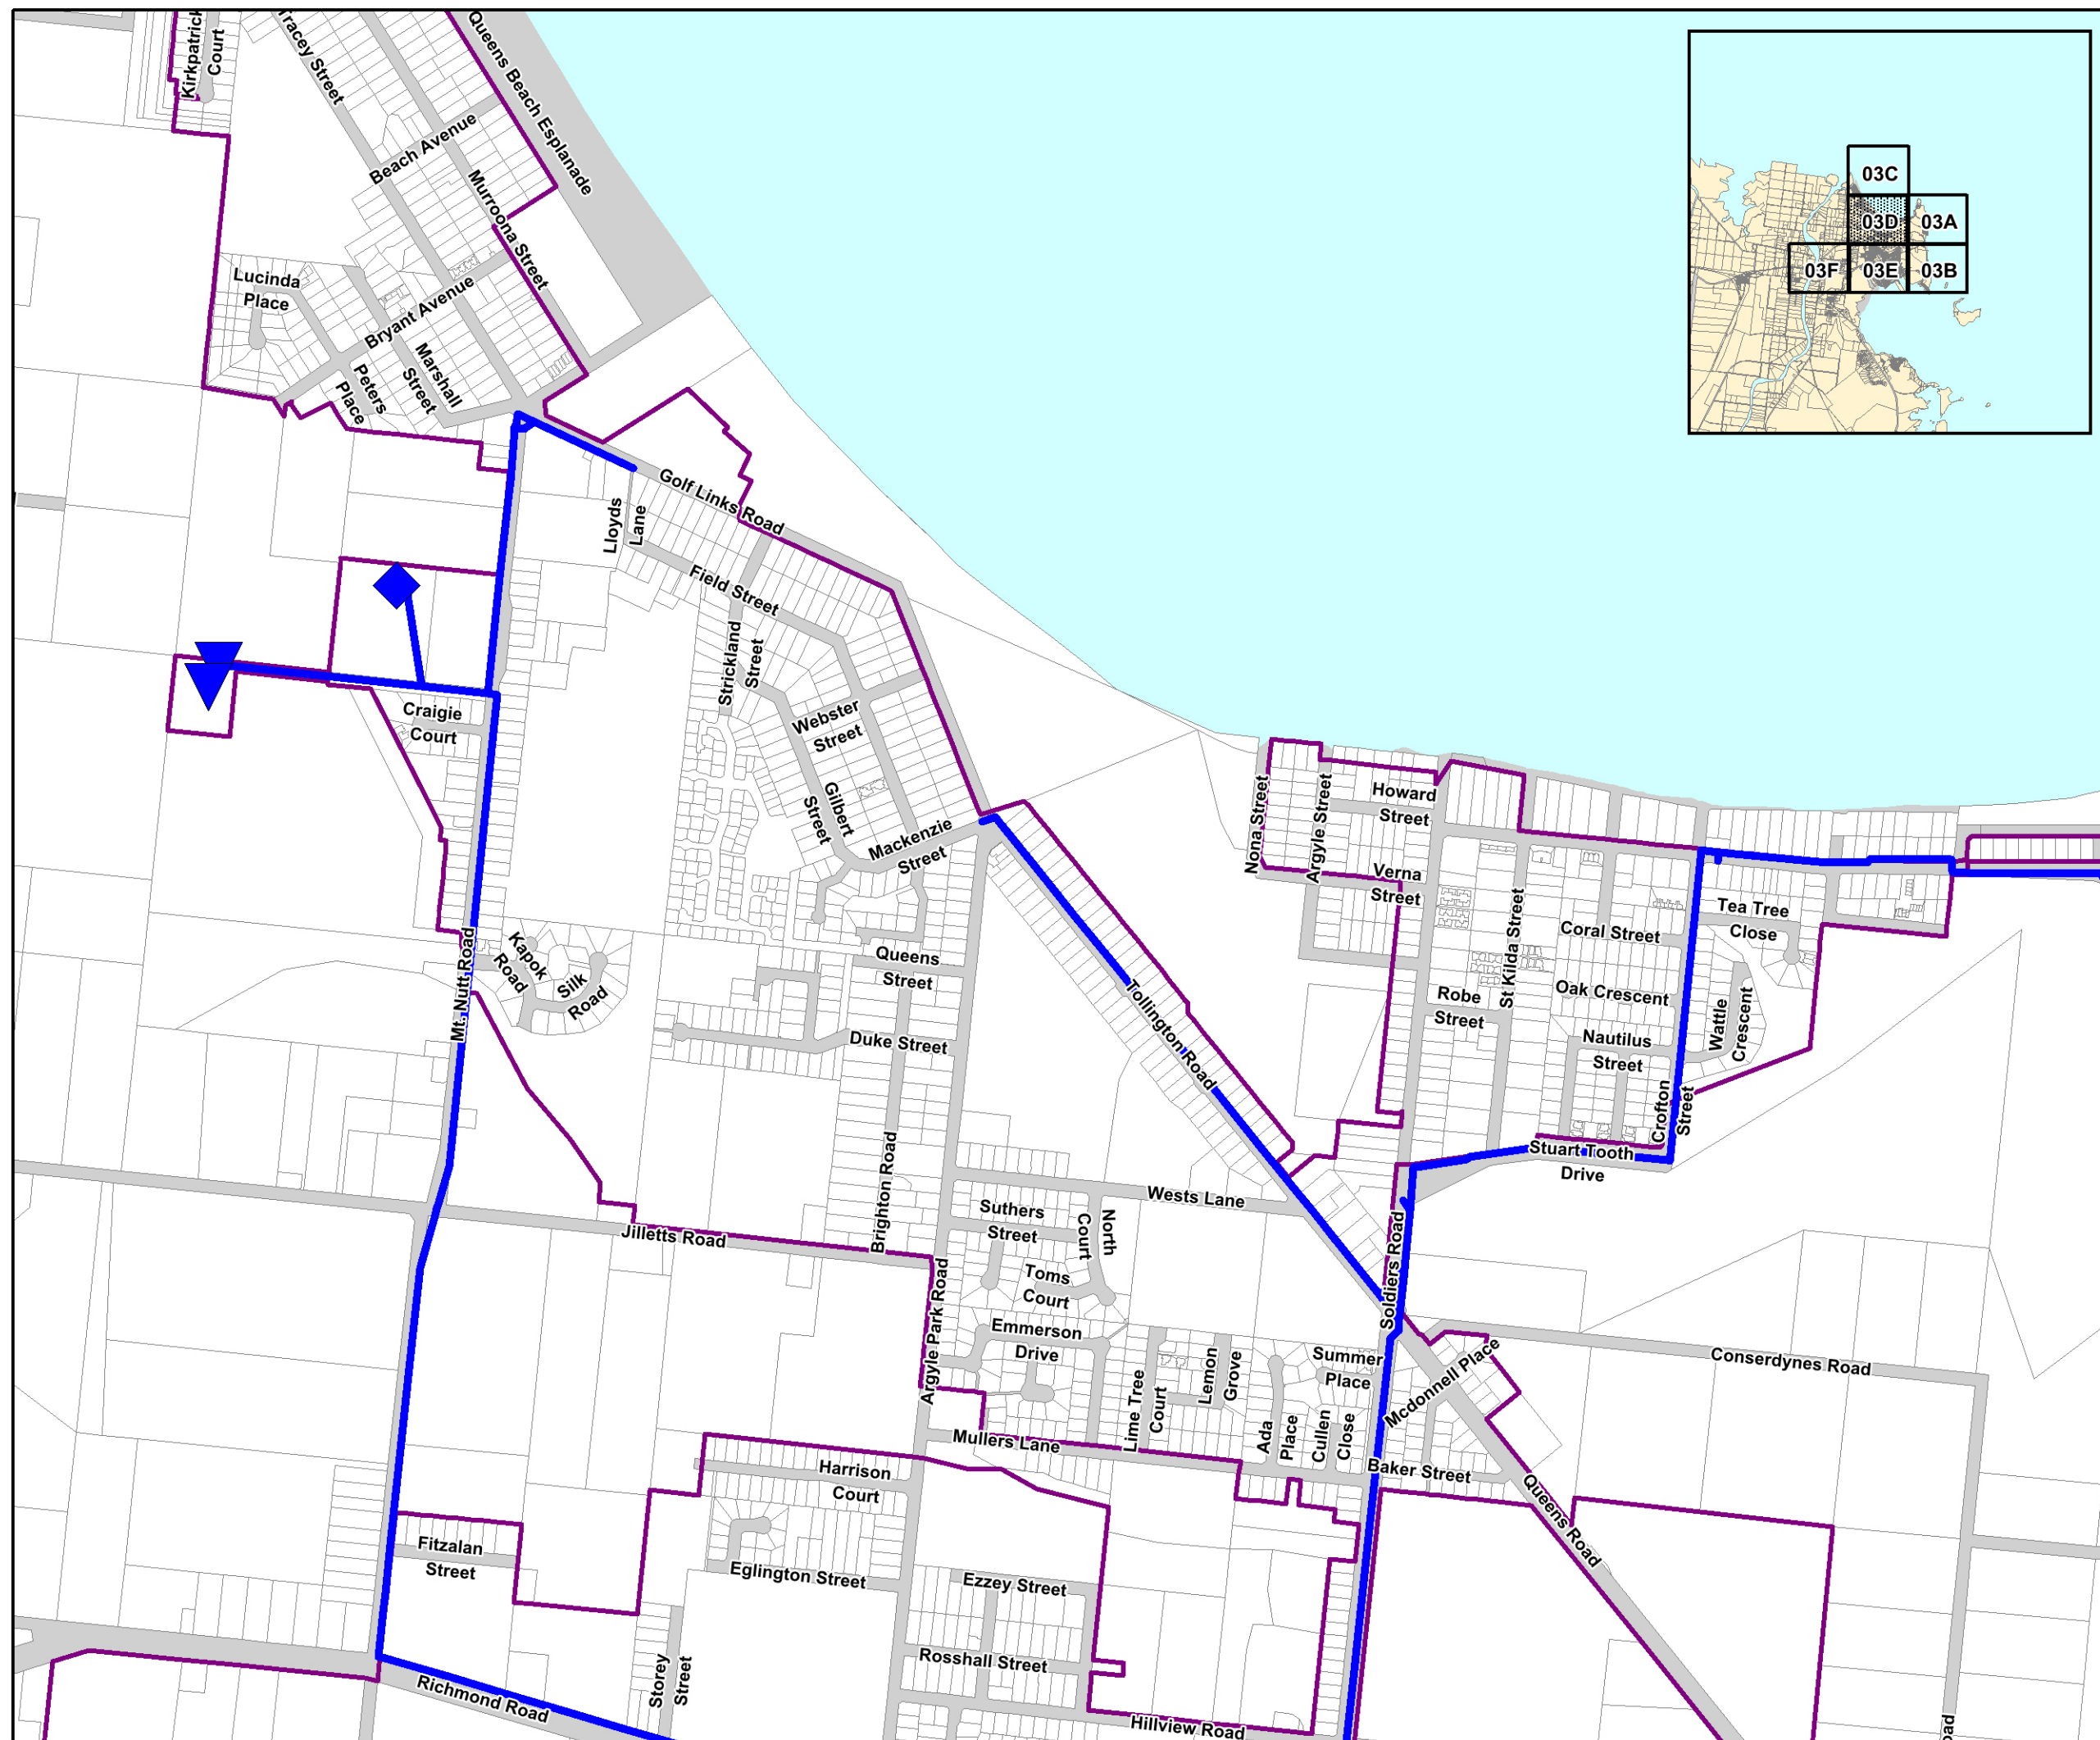 Kirkpatrick
Court
Tracey Street
Queens Beach Esplanade
Beach Avenue
Murroona Street
03C
03D
03A
03F
03E
03B
Lucinda
Place
Bryant Avenue
Marshall
Street
Peters
Place
Golf Links Road
Lloyds
Lane
Field Street
Strickland
Street
Craigie
Court
Webster
Street
Gilbert
Street
Mackenzie
Street
Nona Street
Argyle Street
Howard
Street
Verna
Street
St Kilda Street
Tea Tree
Close
Coral Street
Kapok
Road
Silk
Road
Mt. Nutt Road
Queens
Street
Duke Street
Tollington Road
Robe
Street
Oak Crescent
Nautilus
Street
Wattle
Crescent
Crofton
Street
Stuart Tooth
Drive
Brighton Road
Wests Lane
Suthers
Street
North
Court
Jilletts Road
Toms
Court
Soldiers Road
Argyle Park Road
Emmerson
Drive
Lime Tree
Court
Lemon
Grove
Summer
Place
Mcdonnell Place
Conserdynes Road
Ada
Place
Cullen
Close
Mullers Lane
Baker Street
Harrison
Court
Queens Road
Fitzalan
Street
Eglington Street
Ezzey Street
Rosshall Street
Storey
Street
Richmond Road
Hillview Road
oad